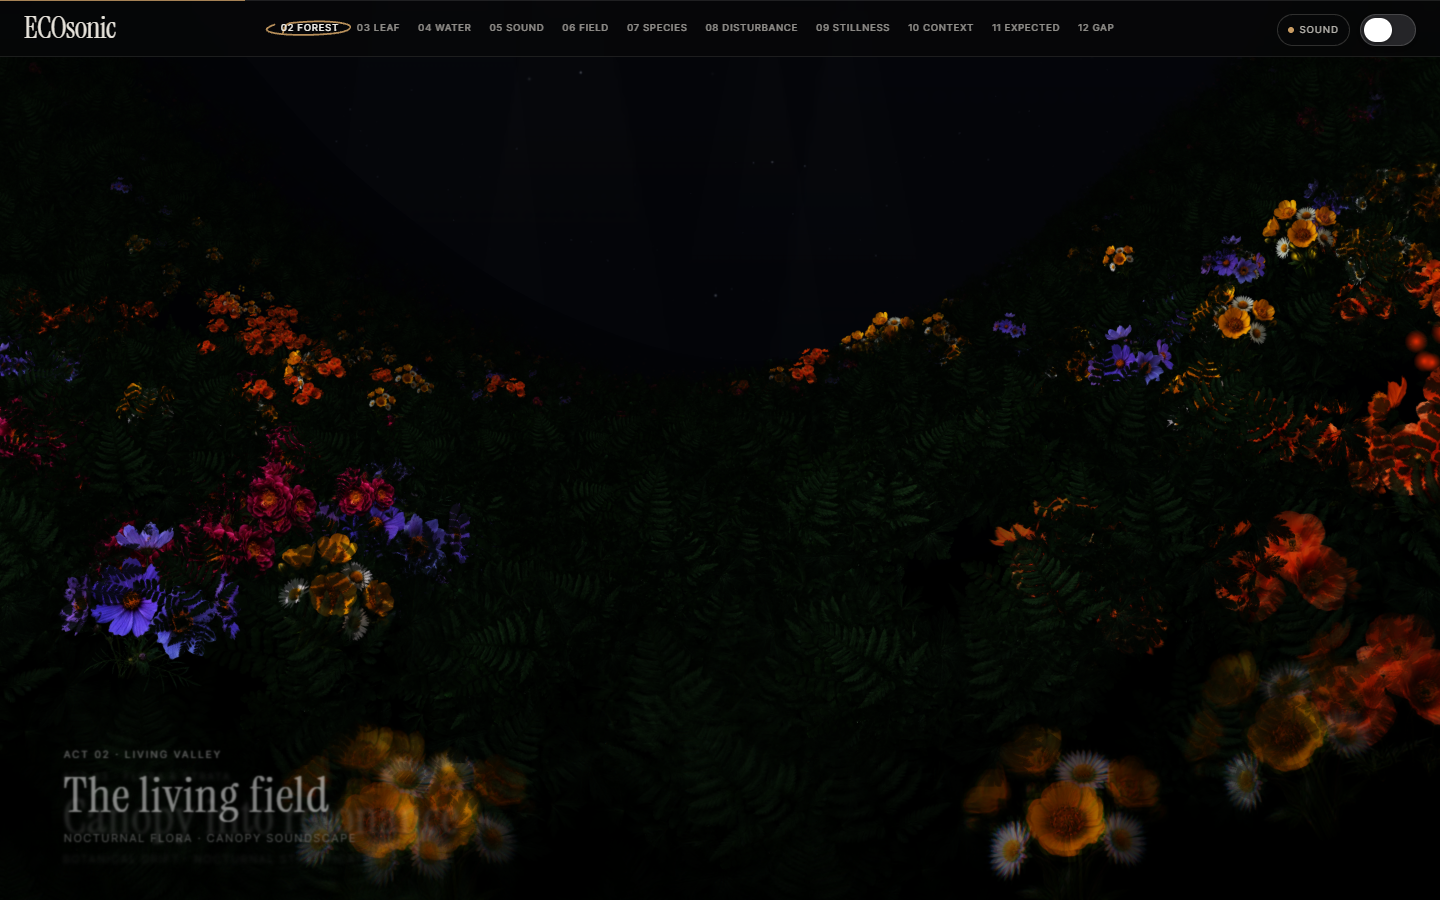 ECOsonic
02 FOREST
03 LEAF
04 WATER
05 SOUND
06 FIELD
07 SPECIES
08 DISTURBANCE
09 STILLNESS
10 CONTEXT
11 EXPECTED
12 GAP
SOUND
ACT 02 · LIVING VALLEY
The living field
NOCTURNAL FLORA · CANOPY SOUNDSCAPE